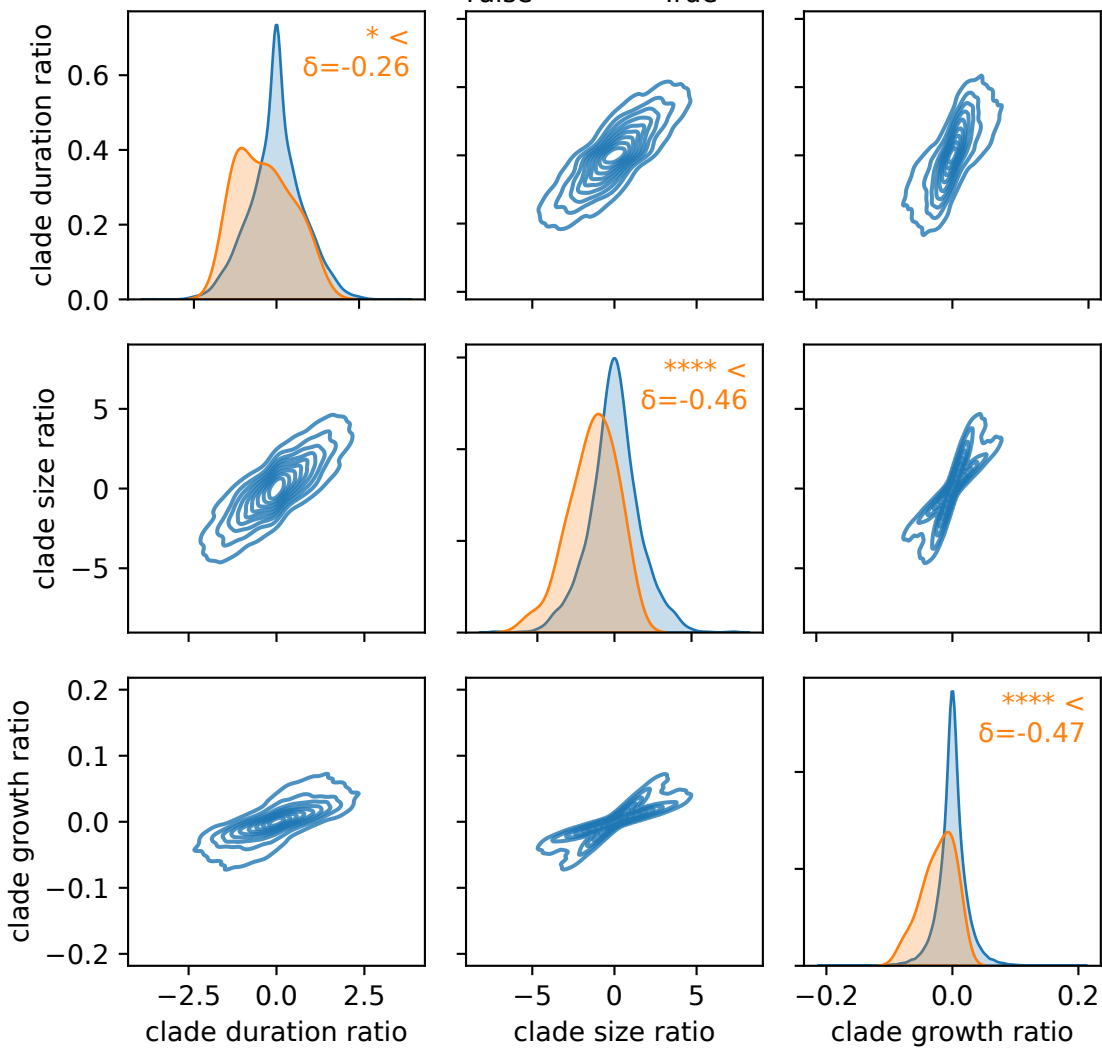 clade duration ratio
0.6
0.4
0.2
0.0
* <
δ=-0.26
clade size ratio
5
0
−5
**** <
δ=-0.46
clade growth ratio
0.2
0.1
0.0
−0.1
−0.2
**** <
δ=-0.47
−2.5 0.0 2.5
−5 0 5
−0.2 0.0 0.2
clade duration ratio
clade size ratio
clade growth ratio